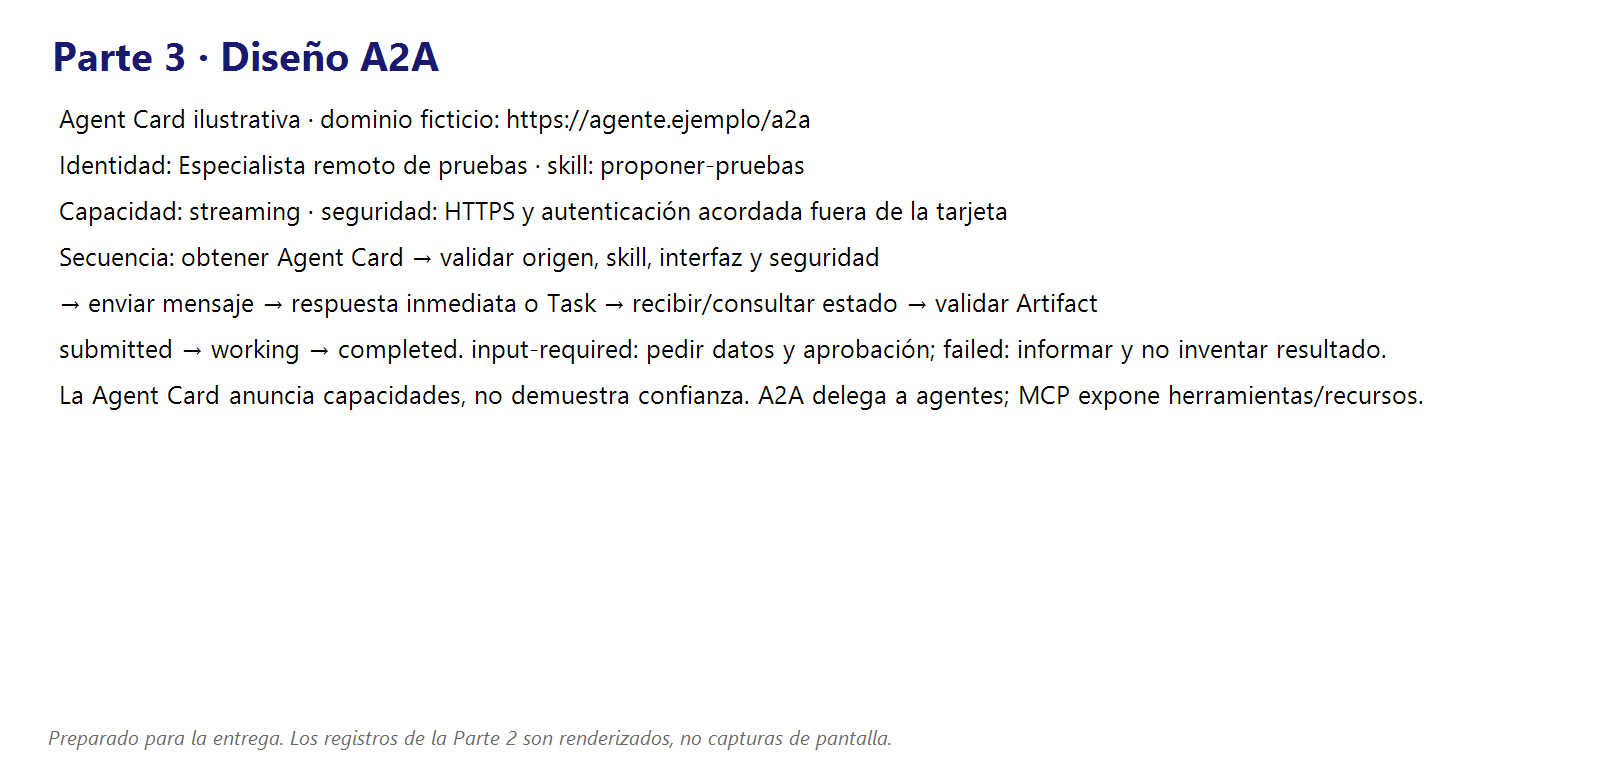 Parte 3 · Diseño A2A
Agent Card ilustrativa · dominio ficticio: https://agente.ejemplo/a2a
Identidad: Especialista remoto de pruebas · skill: proponer-pruebas
Capacidad: streaming · seguridad: HTTPS y autenticación acordada fuera de la tarjeta
Secuencia: obtener Agent Card → validar origen, skill, interfaz y seguridad
→ enviar mensaje → respuesta inmediata o Task → recibir/consultar estado → validar Artifact
submitted → working → completed. input-required: pedir datos y aprobación; failed: informar y no inventar resultado.
La Agent Card anuncia capacidades, no demuestra confianza. A2A delega a agentes; MCP expone herramientas/recursos.
Preparado para la entrega. Los registros de la Parte 2 son renderizados, no capturas de pantalla.